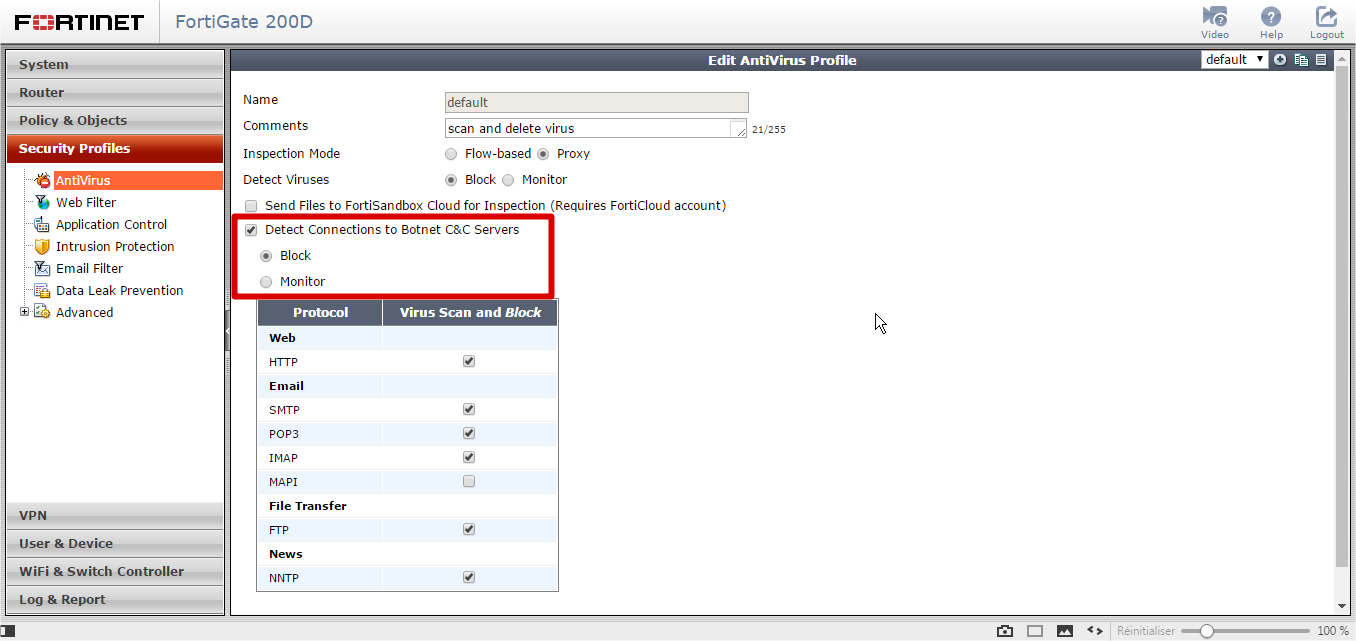 FORTINET FortiGate 200D
Video Help Logout
System
Router
Policy & Objects
Security Profiles
AntiVirus
Web Filter
Application Control
Intrusion Protection
Email Filter
Data Leak Prevention
Advanced
VPN
User & Device
WiFi & Switch Controller
Log & Report
Edit AntiVirus Profile
default
Name default
Comments scan and delete virus 21/255
Inspection Mode Flow-based Proxy
Detect Viruses Block Monitor
Send Files to FortiSandbox Cloud for Inspection (Requires FortiCloud account)
Detect Connections to Botnet C&C Servers
Block
Monitor
Protocol Virus Scan and Block
Web
HTTP
Email
SMTP
POP3
IMAP
MAPI
File Transfer
FTP
News
NNTP
Réinitialiser 100 %